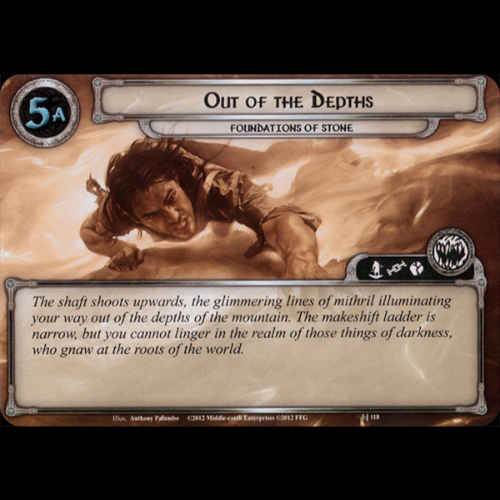 5A
OUT OF THE DEPTHS
FOUNDATIONS OF STONE
The shaft shoots upwards, the glimmering lines of mithril illuminating
your way out of the depths of the mountain. The makeshift ladder is
narrow, but you cannot linger in the realm of those things of darkness,
who gnaw at the roots of the world.
Illus. Anthony Palumbo ©2012 Middle-earth Enterprises ©2012 FFG 118